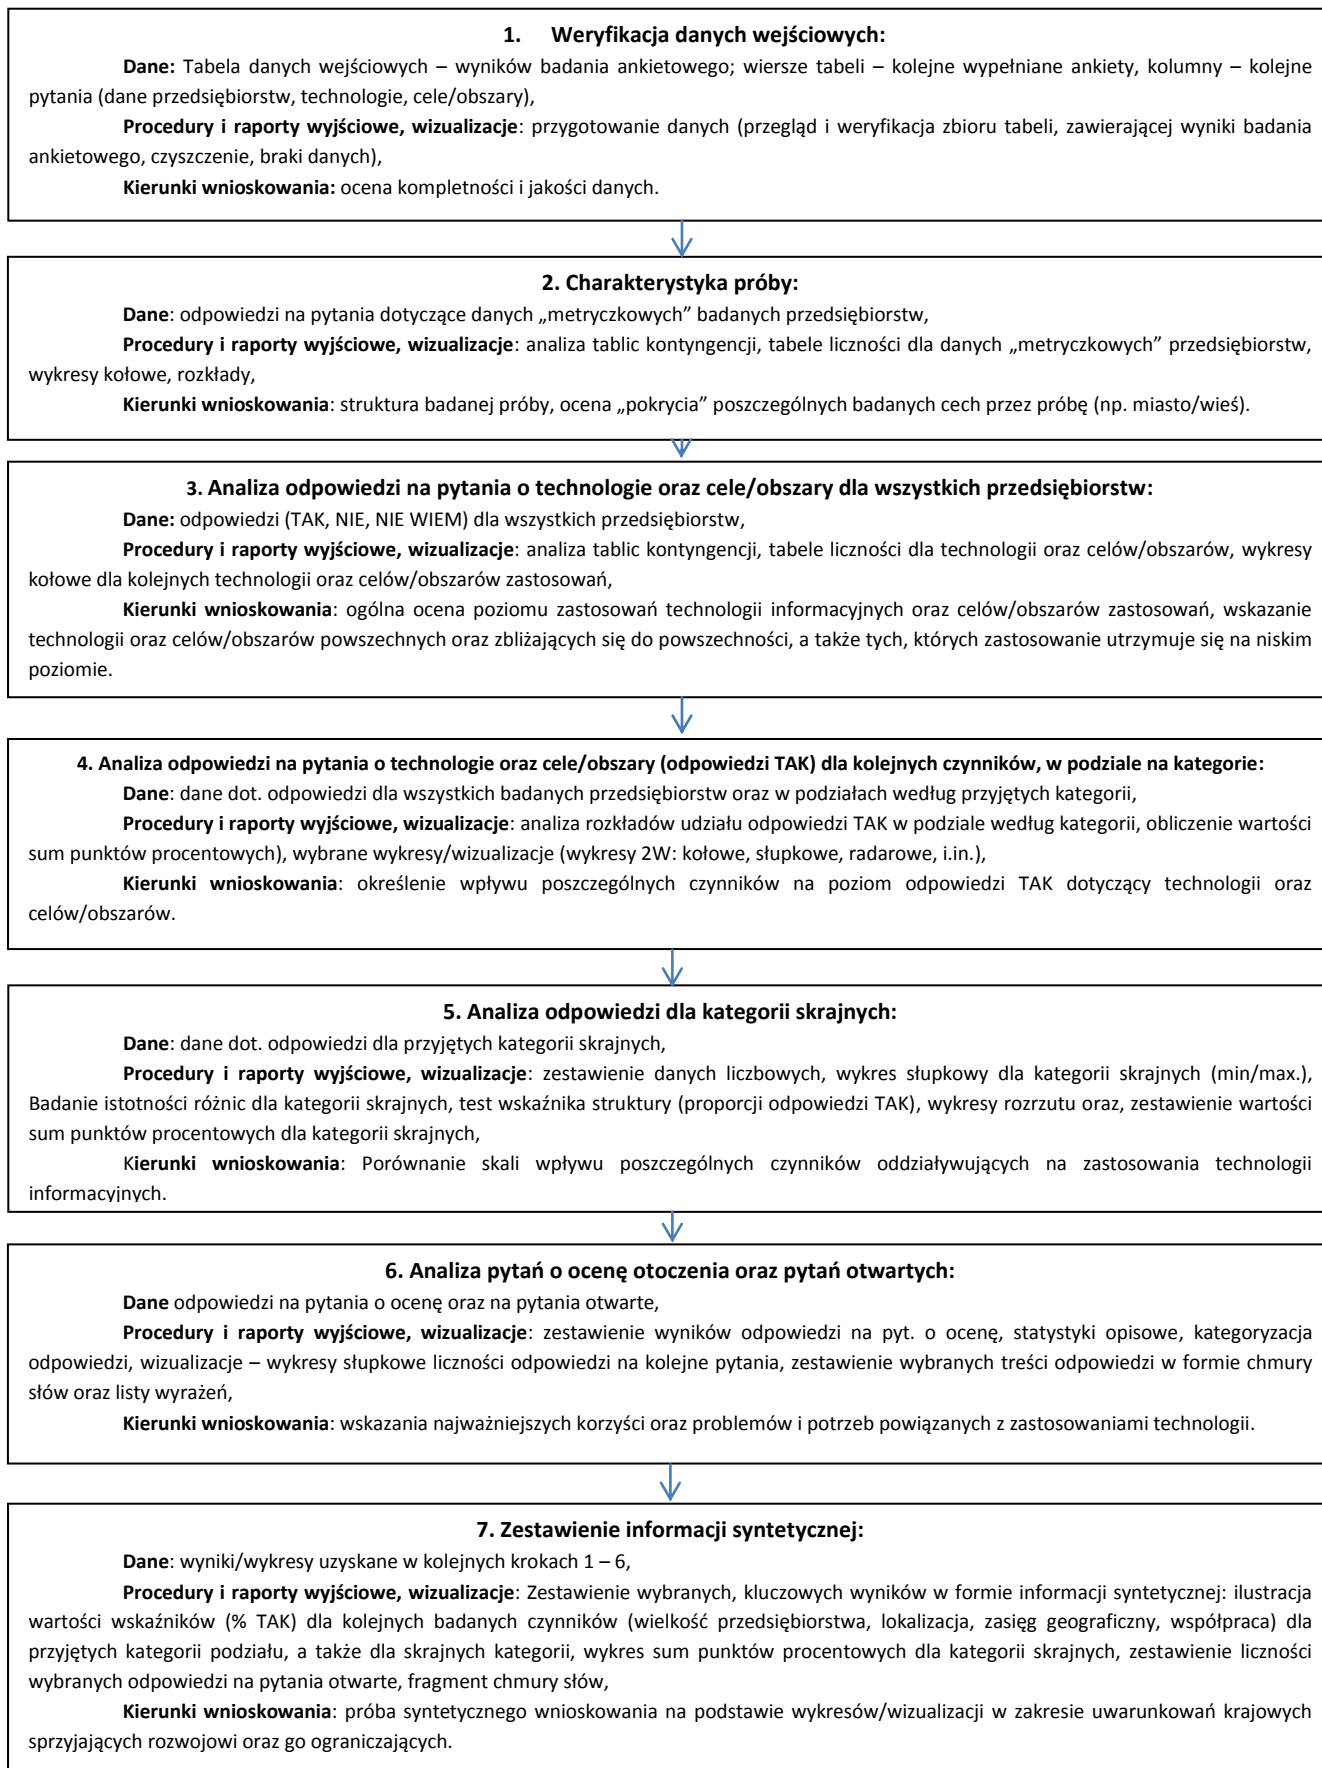 1. Weryfikacja danych wejściowych:
Dane: Tabela danych wejściowych – wyników badania ankietowego; wiersze tabeli – kolejne wypełniane ankiety, kolumny – kolejne
pytania (dane przedsiębiorstw, technologie, cele/obszary),
Procedury i raporty wyjściowe, wizualizacje: przygotowanie danych (przegląd i weryfikacja zbioru tabeli, zawierającej wyniki badania
ankietowego, czyszczenie, braki danych),
Kierunki wnioskowania: ocena kompletności i jakości danych.
2. Charakterystyka próby:
Dane: odpowiedzi na pytania dotyczące danych „metryczkowych” badanych przedsiębiorstw,
Procedury i raporty wyjściowe, wizualizacje: analiza tablic kontyngencji, tabele liczności dla danych „metryczkowych” przedsiębiorstw,
wykresy kołowe, rozkłady,
Kierunki wnioskowania: struktura badanej próby, ocena „pokrycia” poszczególnych badanych cech przez próbę (np. miasto/wieś).
3. Analiza odpowiedzi na pytania o technologie oraz cele/obszary dla wszystkich przedsiębiorstw:
Dane: odpowiedzi (TAK, NIE, NIE WIEM) dla wszystkich przedsiębiorstw,
Procedury i raporty wyjściowe, wizualizacje: analiza tablic kontyngencji, tabele liczności dla technologii oraz celów/obszarów, wykresy
kołowe dla kolejnych technologii oraz celów/obszarów zastosowań,
Kierunki wnioskowania: ogólna ocena poziomu zastosowań technologii informacyjnych oraz celów/obszarów zastosowań, wskazanie
technologii oraz celów/obszarów powszechnych oraz zbliżających się do powszechności, a także tych, których zastosowanie utrzymuje się na niskim
poziomie.
4. Analiza odpowiedzi na pytania o technologie oraz cele/obszary (odpowiedzi TAK) dla kolejnych czynników, w podziale na kategorie:
Dane: dane dot. odpowiedzi dla wszystkich badanych przedsiębiorstw oraz w podziałach według przyjętych kategorii,
Procedury i raporty wyjściowe, wizualizacje: analiza rozkładów udziału odpowiedzi TAK w podziale według kategorii, obliczenie wartości
sum punktów procentowych), wybrane wykresy/wizualizacje (wykresy 2W: kołowe, słupkowe, radarowe, i.in.),
Kierunki wnioskowania: określenie wpływu poszczególnych czynników na poziom odpowiedzi TAK dotyczący technologii oraz
celów/obszarów.
5. Analiza odpowiedzi dla kategorii skrajnych:
Dane: dane dot. odpowiedzi dla przyjętych kategorii skrajnych,
Procedury i raporty wyjściowe, wizualizacje: zestawienie danych liczbowych, wykres słupkowy dla kategorii skrajnych (min/max.),
Badanie istotności różnic dla kategorii skrajnych, test wskaźnika struktury (proporcji odpowiedzi TAK), wykresy rozrzutu oraz, zestawienie wartości
sum punktów procentowych dla kategorii skrajnych,
Kierunki wnioskowania: Porównanie skali wpływu poszczególnych czynników oddziaływujących na zastosowania technologii
informacyjnych.
6. Analiza pytań o ocenę otoczenia oraz pytań otwartych:
Dane odpowiedzi na pytania o ocenę oraz na pytania otwarte,
Procedury i raporty wyjściowe, wizualizacje: zestawienie wyników odpowiedzi na pyt. o ocenę, statystyki opisowe, kategoryzacja
odpowiedzi, wizualizacje – wykresy słupkowe liczności odpowiedzi na kolejne pytania, zestawienie wybranych treści odpowiedzi w formie chmury
słów oraz listy wyrażeń,
Kierunki wnioskowania: wskazania najważniejszych korzyści oraz problemów i potrzeb powiązanych z zastosowaniami technologii.
7. Zestawienie informacji syntetycznej:
Dane: wyniki/wykresy uzyskane w kolejnych krokach 1 – 6,
Procedury i raporty wyjściowe, wizualizacje: Zestawienie wybranych, kluczowych wyników w formie informacji syntetycznej: ilustracja
wartości wskaźników (% TAK) dla kolejnych badanych czynników (wielkość przedsiębiorstwa, lokalizacja, zasięg geograficzny, współpraca) dla
przyjętych kategorii podziału, a także dla skrajnych kategorii, wykres sum punktów procentowych dla kategorii skrajnych, zestawienie liczności
wybranych odpowiedzi na pytania otwarte, fragment chmury słów,
Kierunki wnioskowania: próba syntetycznego wnioskowania na podstawie wykresów/wizualizacji w zakresie uwarunkowań krajowych
sprzyjających rozwojowi oraz go ograniczających.